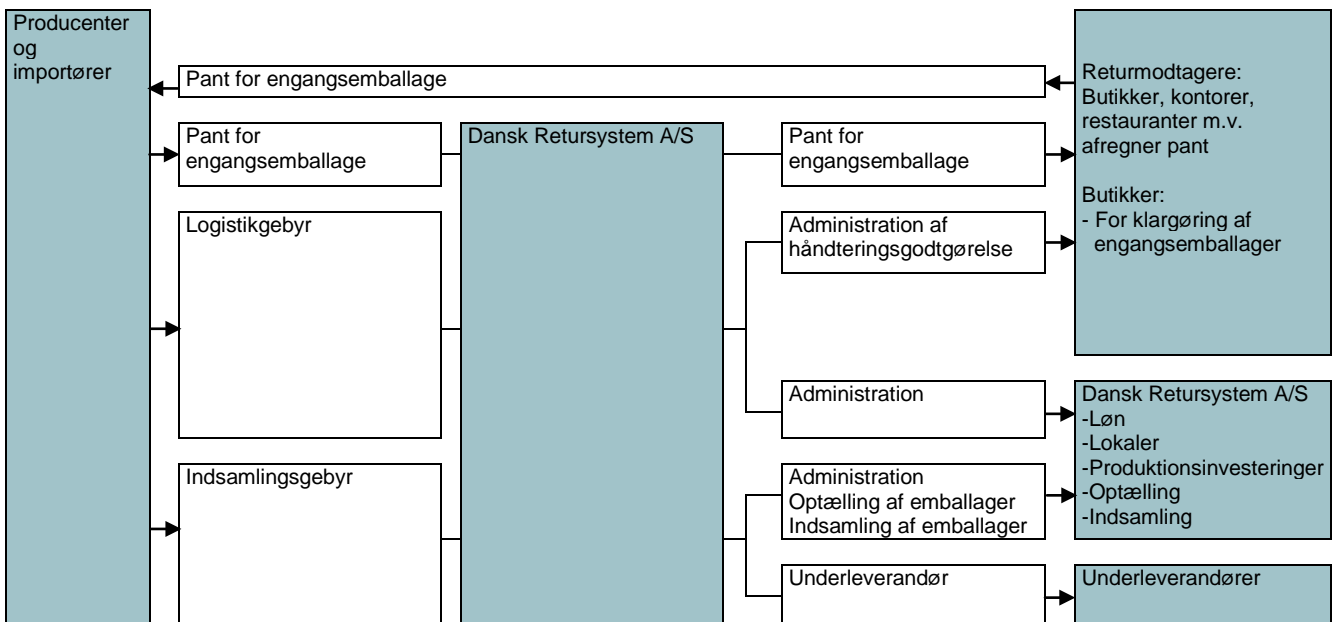 Producenter
og
importører
Pant for engangsemballage
Returmodtagere:
Butikker, kontorer,
restauranter m.v.
afregner pant
Butikker:
- For klargøring af
engangsemballager
Pant for
engangsemballage
Dansk Retursystem A/S
Pant for
engangsemballage
Logistikgebyr
Administration af
håndteringsgodtgørelse
Administration
Dansk Retursystem A/S
-Løn
-Lokaler
-Produktionsinvesteringer
-Optælling
-Indsamling
Indsamlingsgebyr
Administration
Optælling af emballager
Indsamling af emballager
Underleverandør
Underleverandører